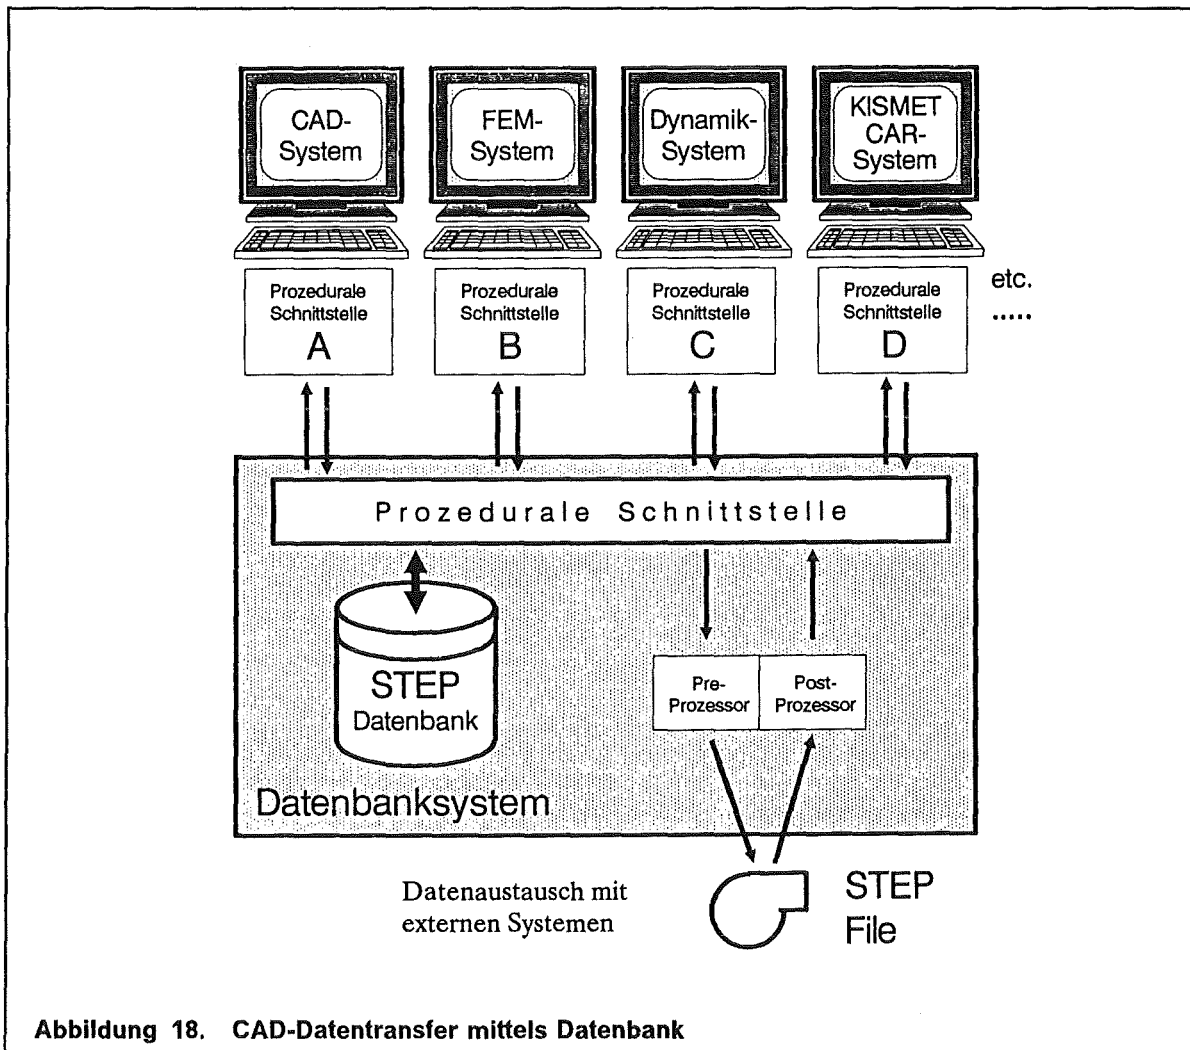 CAD-
System
FEM-
System
Dynamik-
System
KISMET
CAR-
System
Prozedurale
Schnittstelle
A
Prozedurale
Schnittstelle
B
Prozedurale
Schnittstelle
C
Prozedurale
Schnittstelle
D
etc.
.....
Prozedurale Schnittstelle
STEP
Datenbank
Pre-
Prozessor
Post-
Prozessor
Datenbanksystem
Datenaustausch mit
externen Systemen
STEP
File
Abbildung 18. CAD-Datentransfer mittels Datenbank